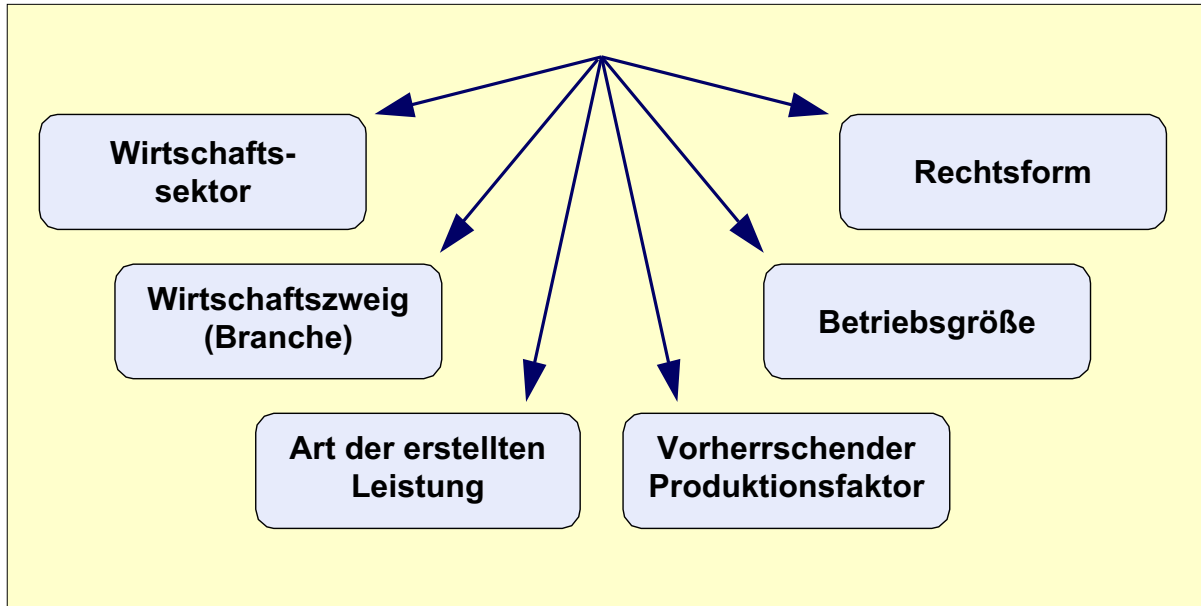 Wirtschafts-
sektor
Rechtsform
Wirtschaftszweig
(Branche)
Betriebsgröße
Art der erstellten
Leistung
Vorherrschender
Produktionsfaktor